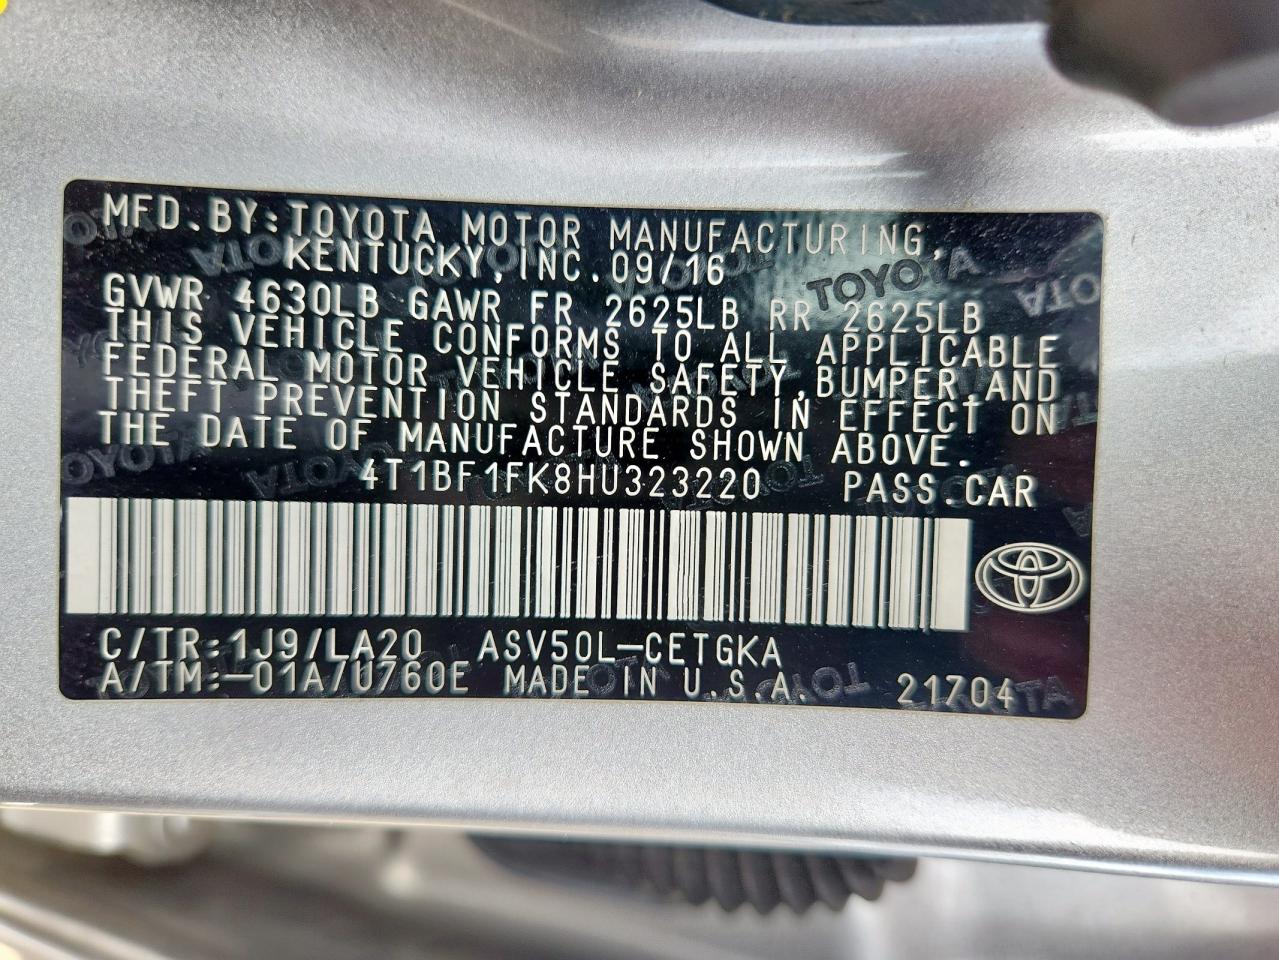 MFD.BY:TOYOTA MOTOR MANUFACTURING,
KENTUCKY,INC.09/16
GVWR 4630LB GAWR FR 2625LB RR 2625LB
THIS VEHICLE CONFORMS TO ALL APPLICABLE
FEDERAL MOTOR VEHICLE SAFETY,BUMPER,AND
THEFT PREVENTION STANDARDS IN EFFECT ON
THE DATE OF MANUFACTURE SHOWN ABOVE.
4T1BF1FK8HU323220 PASS.CAR
C/TR:1J9/LA20 ASV50L-CETGKA
A/TM:-01A/U760E MADE IN U.S.A. 21704
TOYOTA